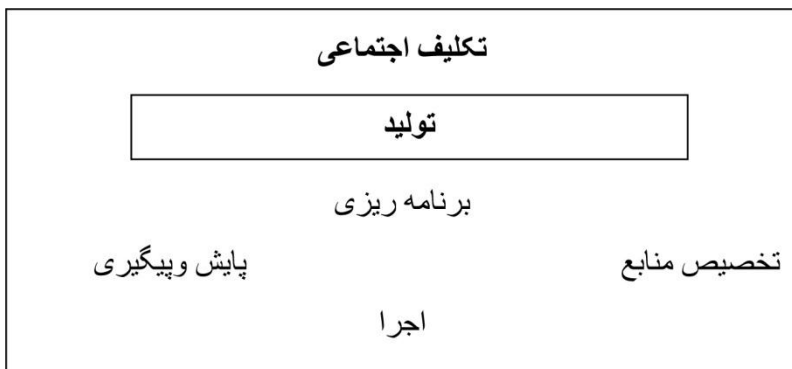 تکلیف اجتماعی
تولید
برنامه ریزی
تخصیص منابع
پایش وپیگیری
اجرا